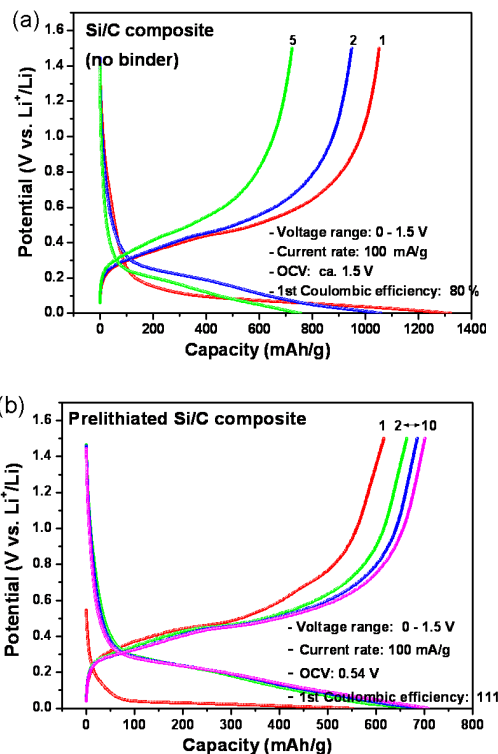 (a)
Si/C composite
(no binder)
5 2 1
1.6
1.4
1.2
1.0
0.8
0.6
0.4
0.2
0.0
Potential (V vs. Li+/Li)
- Voltage range: 0 - 1.5 V
- Current rate: 100 mA/g
- OCV: ca. 1.5 V
- 1st Coulombic efficiency: 80 %
0 200 400 600 800 1000 1200 1400
Capacity (mAh/g)
(b)
Prelithiated Si/C composite
1 2↔10
1.6
1.4
1.2
1.0
0.8
0.6
0.4
0.2
0.0
Potential (V vs. Li+/Li)
- Voltage range: 0 - 1.5 V
- Current rate: 100 mA/g
- OCV: 0.54 V
- 1st Coulombic efficiency: 111
0 100 200 300 400 500 600 700 800
Capacity (mAh/g)